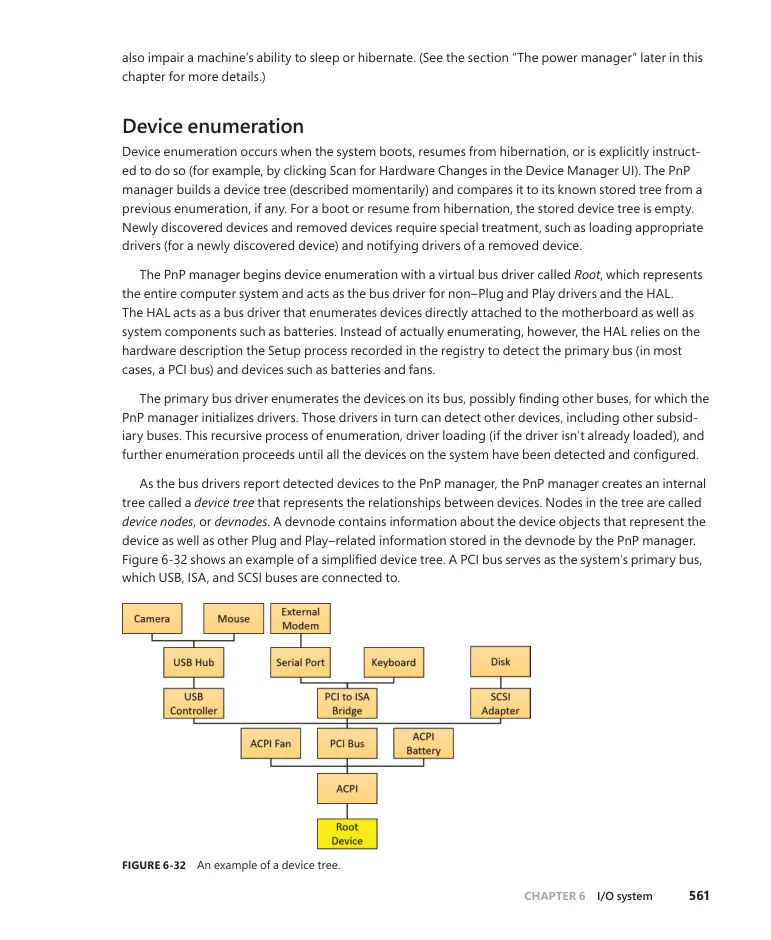 also impair a machine's ability to sleep or hibernate. (See the section "The power manager" later in this
chapter for more details.)
Device enumeration
Device enumeration occurs when the system boots, resumes from hibernation, or is explicitly instruct-
ed to do so (for example, by clicking Scan for Hardware Changes in the Device Manager UI). The PnP
manager builds a device tree (described momentarily) and compares it to its known stored tree from a
previous enumeration, if any. For a boot or resume from hibernation, the stored device tree is empty.
Newly discovered devices and removed devices require special treatment, such as loading appropriate
drivers (for a newly discovered device) and notifying drivers of a removed device.
The PnP manager begins device enumeration with a virtual bus driver called Root, which represents
the entire computer system and acts as the bus driver for non–Plug and Play drivers and the HAL.
The HAL acts as a bus driver that enumerates devices directly attached to the motherboard as well as
system components such as batteries. Instead of actually enumerating, however, the HAL relies on the
hardware description the Setup process recorded in the registry to detect the primary bus (in most
cases, a PCI bus) and devices such as batteries and fans.
The primary bus driver enumerates the devices on its bus, possibly finding other buses, for which the
PnP manager initializes drivers. Those drivers in turn can detect other devices, including other subsid-
iary buses. This recursive process of enumeration, driver loading (if the driver isn't already loaded), and
further enumeration proceeds until all the devices on the system have been detected and configured.
As the bus drivers report detected devices to the PnP manager, the PnP manager creates an internal
tree called a device tree that represents the relationships between devices. Nodes in the tree are called
device nodes, or devnodes. A devnode contains information about the device objects that represent the
device as well as other Plug and Play–related information stored in the devnode by the PnP manager.
Figure 6-32 shows an example of a simplified device tree. A PCI bus serves as the system's primary bus,
which USB, ISA, and SCSI buses are connected to.
Camera
Mouse
External
Modem
USB Hub
Serial Port
Keyboard
Disk
USB
Controller
PCI to ISA
Bridge
SCSI
Adapter
ACPI Fan
PCI Bus
ACPI
Battery
ACPI
Root
Device
FIGURE 6-32 An example of a device tree.
CHAPTER 6 I/O system 561